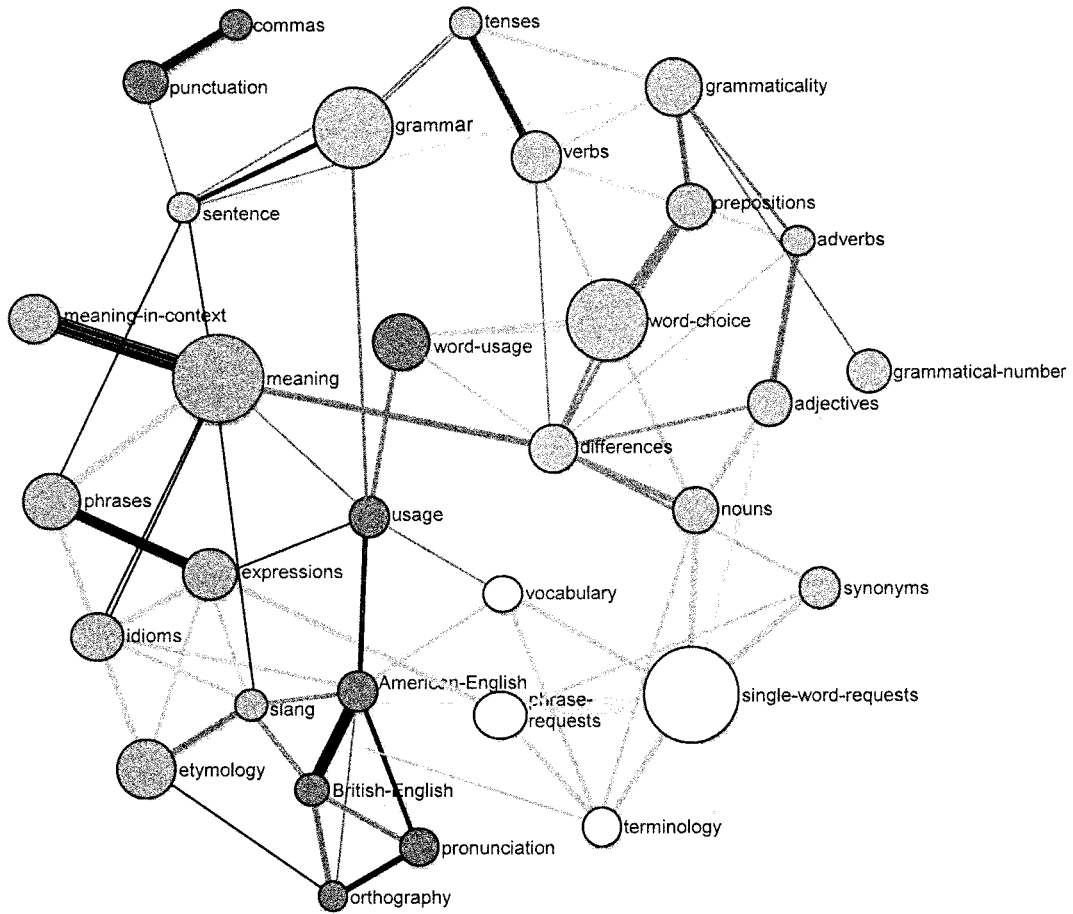 commas
tenses
punctuation
grammaticality
grammar
verbs
prepositions
sentence
adverbs
meaning-in-context
word-choice
word-usage
grammatical-number
meaning
adjectives
differences
phrases
nouns
usage
expressions
vocabulary
synonyms
idioms
American-English
phrase-
requests
single-word-requests
slang
etymology
British-English
terminology
pronunciation
orthography